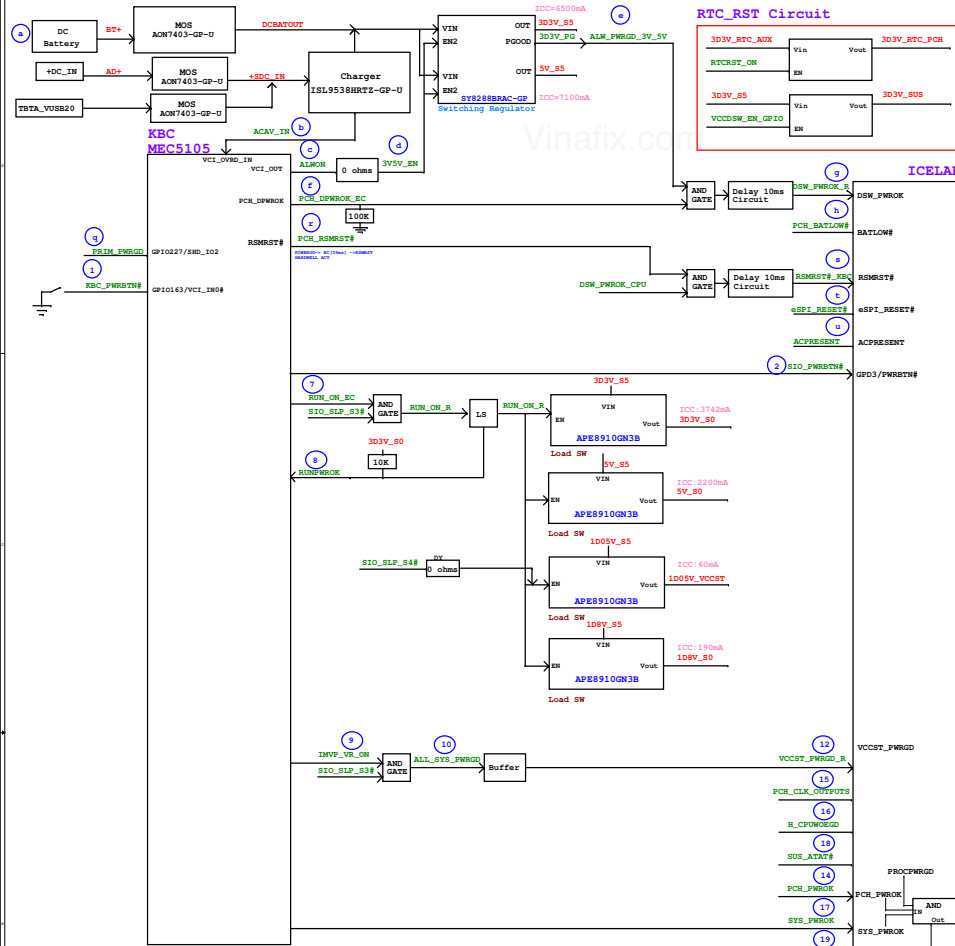 ICC=6500mA
RTC_RST Circuit
a
DC
Battery
BT+
MOS
AON7403-GP-U
DCBATOUT
VIN
EN2
OUT
PGOOD
3D3V_S5
3D3V_PG
e
ALW_PWRGD_3V_5V
3D3V_RTC_AUX
RTCRST_ON
Vin
EN
Vout
3D3V_RTC_PCH
+DC_IN
AD+
MOS
AON7403-GP-U
+SDC_IN
Charger
ISL9538HRTZ-GP-U
VIN
EN2
OUT
5V_S5
SY8288BRAC-GP
ICC=7100mA
Switching Regulator
3D3V_S5
VCCDSW_EN_GPIO
Vin
EN
Vout
3D3V_SUS
TBTA_VUSB20
MOS
AON7403-GP-U
Vinafix.com
KBC
MEC5105
ACAV_IN
b
VCI_OVRD_IN
VCI_OUT
c
ALWON
0 ohms
d
3V5V_EN
ICELA
f
PCH_DPWROK
PCH_DPWROK_EC
100K
AND
GATE
Delay 10ms
Circuit
g
DSW_PWROK_R
DSW_PWROK
h
PCH_BATLOW#
BATLOW#
r
RSMRST#
PCH_RSMRST#
q
PRIM_PWRGD
GPIO227/SHD_IO2
1
KBC_PWRBTN#
GPIO163/VCI_IN0#
DSW_PWROK_CPU
AND
GATE
Delay 10ms
Circuit
s
RSMRST#_KBC
RSMRST#
t
eSPI_RESET#
eSPI_RESET#
u
ACPRESENT
ACPRESENT
2
SIO_PWRBTN#
GPD3/PWRBTN#
7
RUN_ON_EC
SIO_SLP_S3#
AND
GATE
RUN_ON_R
LS
RUN_ON_R
3D3V_S5
VIN
EN
Vout
APE8910GN3B
ICC:3742mA
3D3V_S0
Load SW
8
RUNPWROK
3D3V_S0
10K
5V_S5
VIN
EN
Vout
APE8910GN3B
ICC:2200mA
5V_S0
Load SW
SIO_SLP_S4#
DY
0 ohms
1D05V_S5
VIN
EN
Vout
APE8910GN3B
ICC:60mA
1D05V_VCCST
Load SW
1D8V_S5
VIN
EN
Vout
APE8910GN3B
ICC:190mA
1D8V_S0
Load SW
9
IMVP_VR_ON
SIO_SLP_S3#
AND
GATE
10
ALL_SYS_PWRGD
Buffer
12
VCCST_PWRGD_R
VCCST_PWRGD
15
PCH_CLK_OUTPUTS
16
H_CPUWOEGD
18
SUS_ATAT#
14
PCH_PWROK
PCH_PWROK
PROCPWRGD
IN
AND
Out
17
SYS_PWROK
SYS_PWROK
19